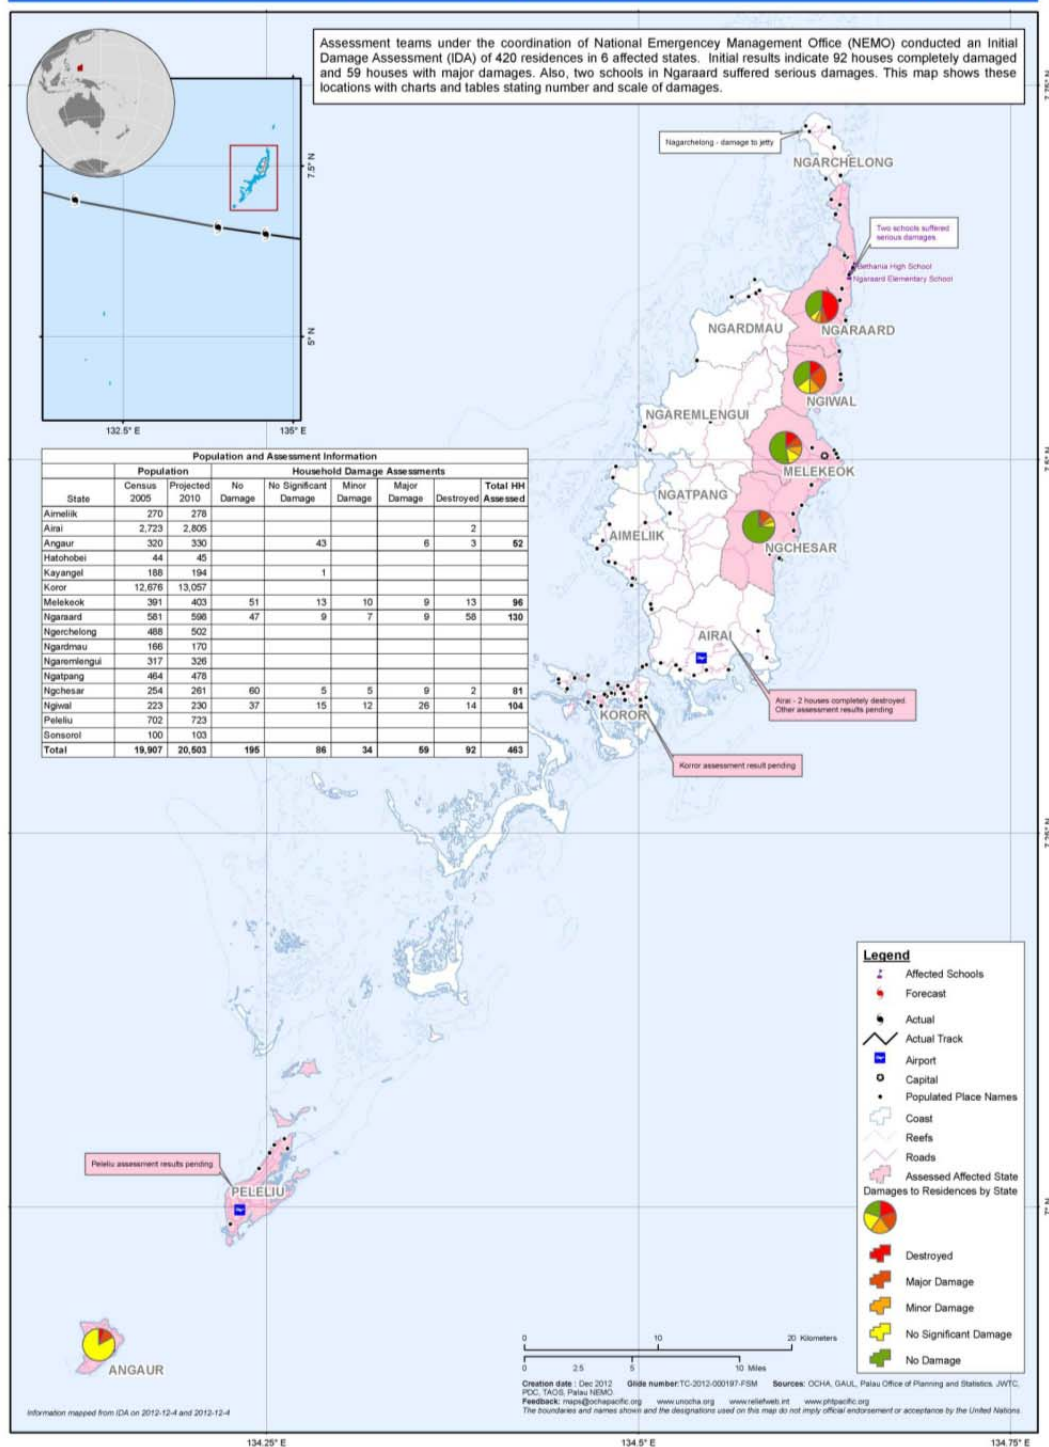 Assessment teams under the coordination of National Emergencey Management Office (NEMO) conducted an Initial
Damage Assessment (IDA) of 420 residences in 6 affected states. Initial results indicate 92 houses completely damaged
and 59 houses with major damages. Also, two schools in Ngaraard suffered serious damages. This map shows these
locations with charts and tables stating number and scale of damages.
7.5° N
5° N
132.5° E
135° E
Nagarchelong - damage to jetty
NGARCHELONG
Two schools suffered
serious damages.
Bethania High School
Ngaraard Elementary School
NGARDMAU
NGARAARD
NGIWAL
NGAREMLENGUI
MELEKEOK
NGATPANG
AIMELIIK
NGCHESAR
AIRAI
KOROR
Airai - 2 houses completely destroyed.
Other assessment results pending
Korror assessment result pending
Population and Assessment Information
Population Household Damage Assessments
State Census 2005 Projected 2010 No Damage No Significant Damage Minor Damage Major Damage Destroyed Total HH Assessed
Aimeliik 270 278
Airai 2,723 2,805 2
Angaur 320 330 43 6 3 52
Hatohobei 44 45
Kayangel 188 194 1
Koror 12,676 13,057
Melekeok 391 403 51 13 10 9 13 96
Ngaraard 581 598 47 9 7 9 58 130
Ngerchelong 488 502
Ngardmau 166 170
Ngaremlengui 317 326
Ngatpang 464 478
Ngchesar 254 261 60 5 5 9 2 81
Ngiwal 223 230 37 15 12 26 14 104
Peleliu 702 723
Sonsorol 100 103
Total 19,907 20,503 195 86 34 59 92 463
Peleliu assessment results pending
PELELIU
ANGAUR
Legend
Affected Schools
Forecast
Actual
Actual Track
Airport
Capital
Populated Place Names
Coast
Reefs
Roads
Assessed Affected State
Damages to Residences by State
Destroyed
Major Damage
Minor Damage
No Significant Damage
No Damage
0 10 20 Kilometers
0 2.5 5 10 Miles
Creation date : Dec 2012 Glide number:TC-2012-000197-FSM Sources: OCHA, GAUL, Palau Office of Planning and Statistics, JWTC,
PDC, TAOS, Palau NEMO.
Feedback: maps@ochapacific.org www.unocha.org www.reliefweb.int www.phtpacific.org
The boundaries and names shown and the designations used on this map do not imply official endorsement or acceptance by the United Nations
Information mapped from IDA on 2012-12-4 and 2012-12-4
134.25° E
134.5° E
134.75° E